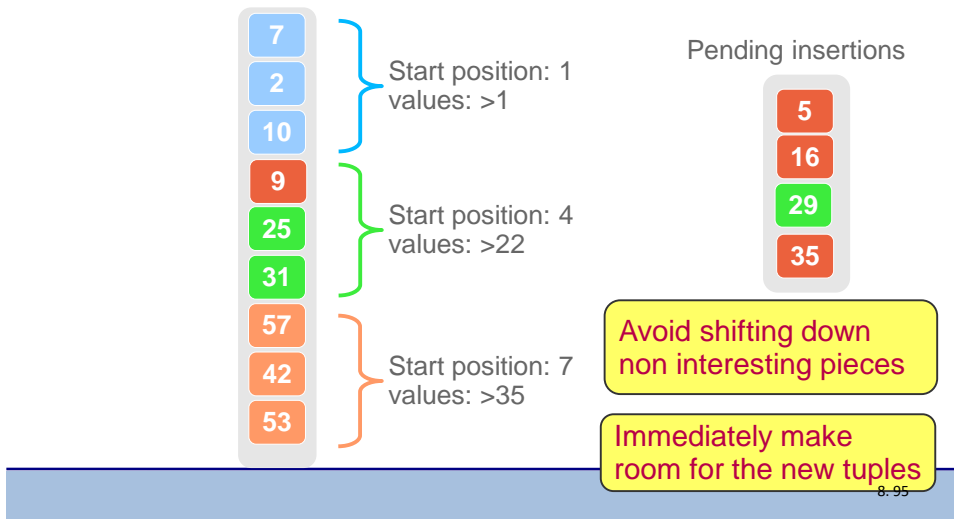 7
2
10
9
25
31
57
42
53
Start position: 1
values: >1
Start position: 4
values: >22
Start position: 7
values: >35
Pending insertions
5
16
29
35
Avoid shifting down
non interesting pieces
Immediately make
room for the new tuples
8. 95